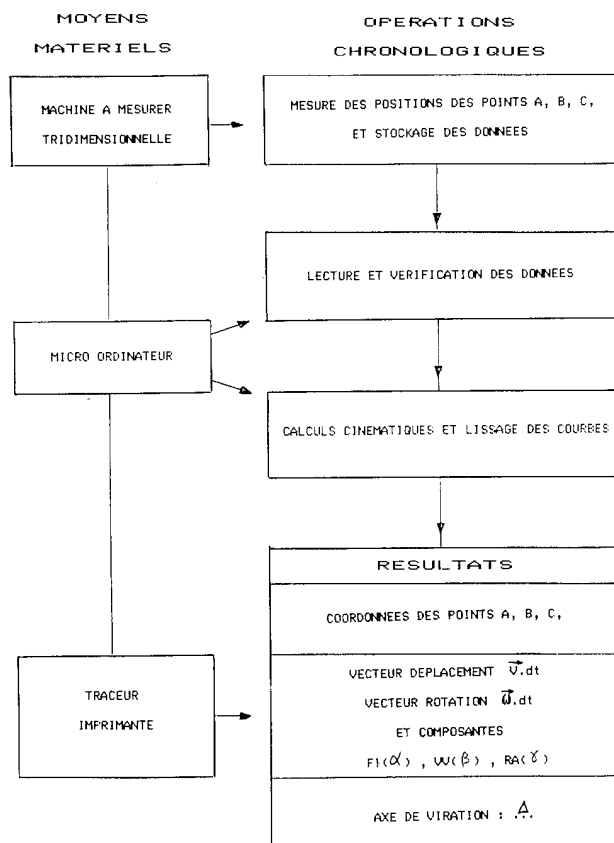 MOYENS
MATERIELS
OPERATIONS
CHRONOLOGIQUES
MACHINE A MESURER
TRIDIMENSIONNELLE
MESURE DES POSITIONS DES POINTS A, B, C,
ET STOCKAGE DES DONNEES
LECTURE ET VERIFICATION DES DONNEES
MICRO ORDINATEUR
CALCULS CINEMATIQUES ET LISSAGE DES COURBES
RESULTATS
COORDONNEES DES POINTS A, B, C,
TRACEUR
IMPRIMANTE
VECTEUR DEPLACEMENT V.dt
VECTEUR ROTATION ω.dt
ET COMPOSANTES
FI(α) , VV(β) , RA(γ)
AXE DE VIRATION : Δ